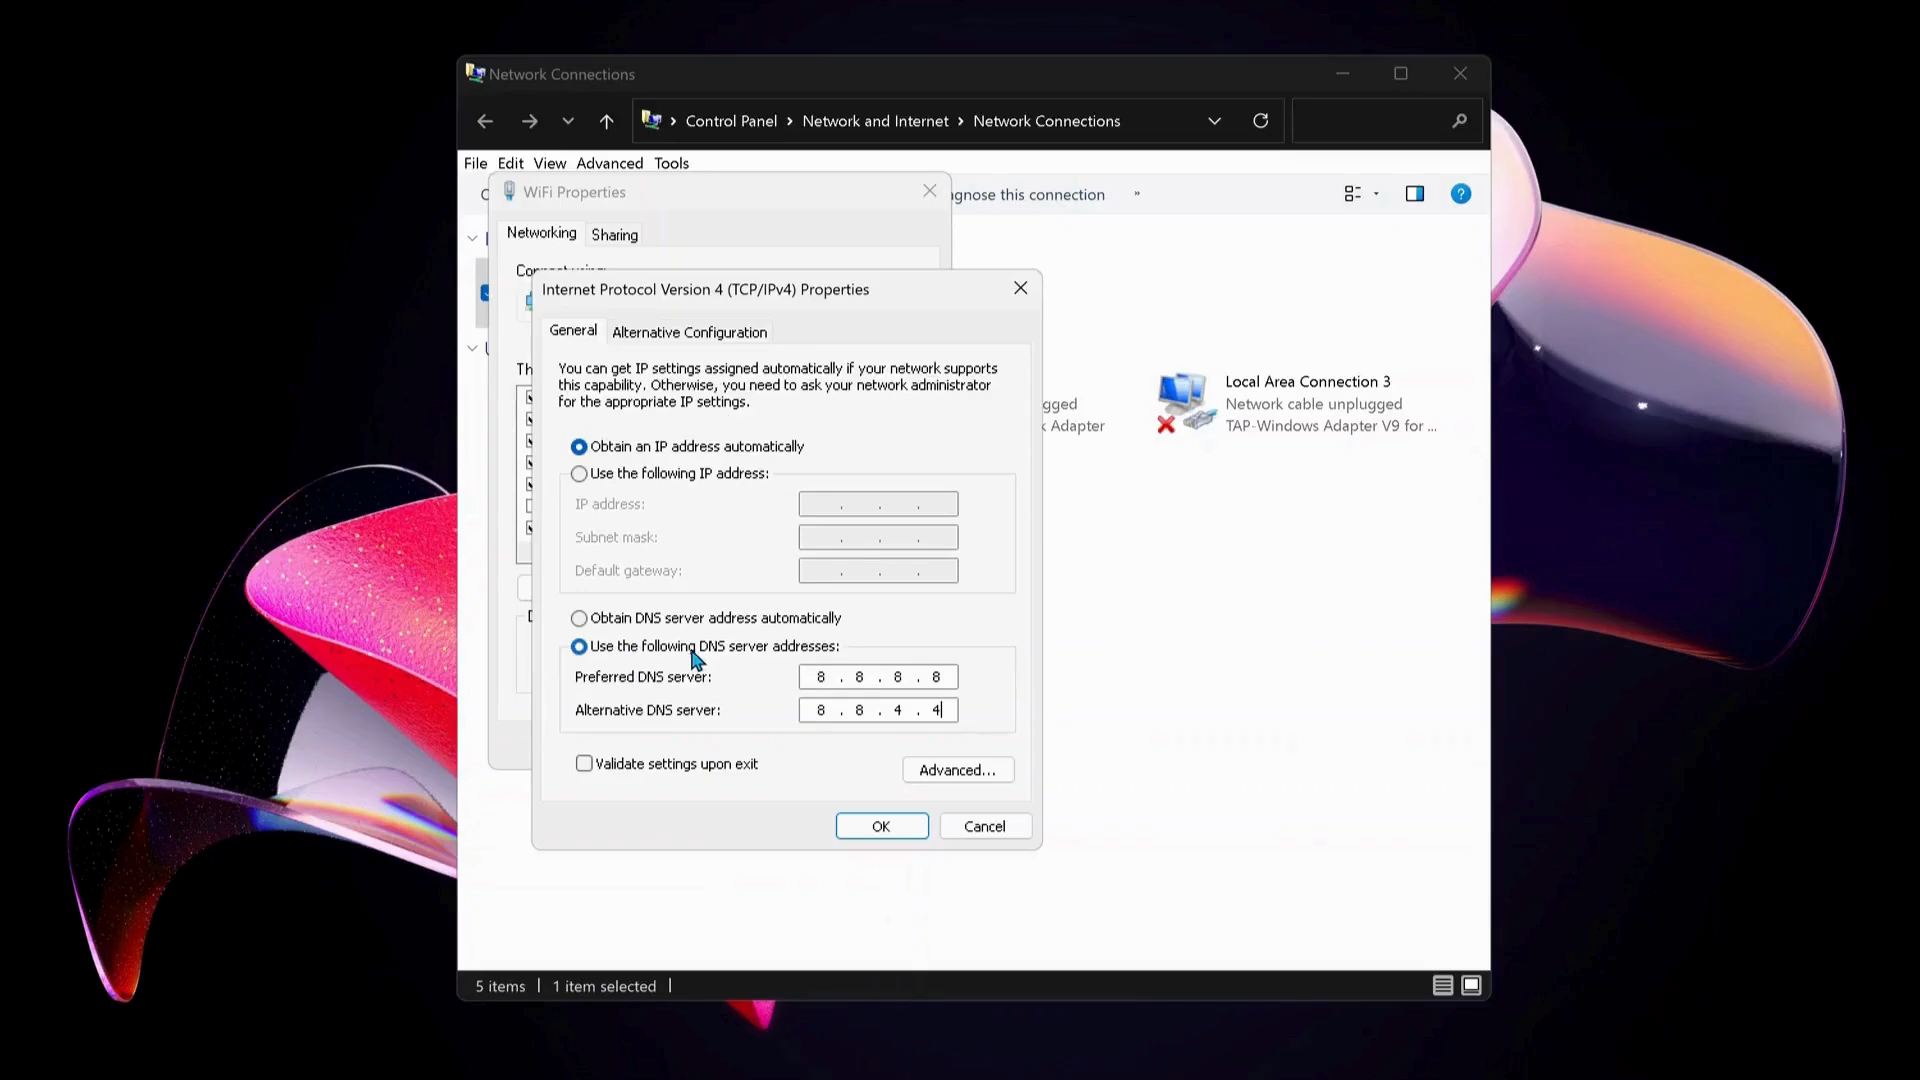 Network Connections
Control Panel > Network and Internet > Network Connections
File Edit View Advanced Tools
WiFi Properties
gnose this connection »
Networking Sharing
Internet Protocol Version 4 (TCP/IPv4) Properties
General Alternative Configuration
You can get IP settings assigned automatically if your network supports
this capability. Otherwise, you need to ask your network administrator
for the appropriate IP settings.
Obtain an IP address automatically
Use the following IP address:
IP address: . . .
Subnet mask: . . .
Default gateway: . . .
Obtain DNS server address automatically
Use the following DNS server addresses:
Preferred DNS server: 8 . 8 . 8 . 8
Alternative DNS server: 8 . 8 . 4 . 4
Validate settings upon exit
Advanced...
OK Cancel
gged
k Adapter
Local Area Connection 3
Network cable unplugged
TAP-Windows Adapter V9 for ...
5 items 1 item selected